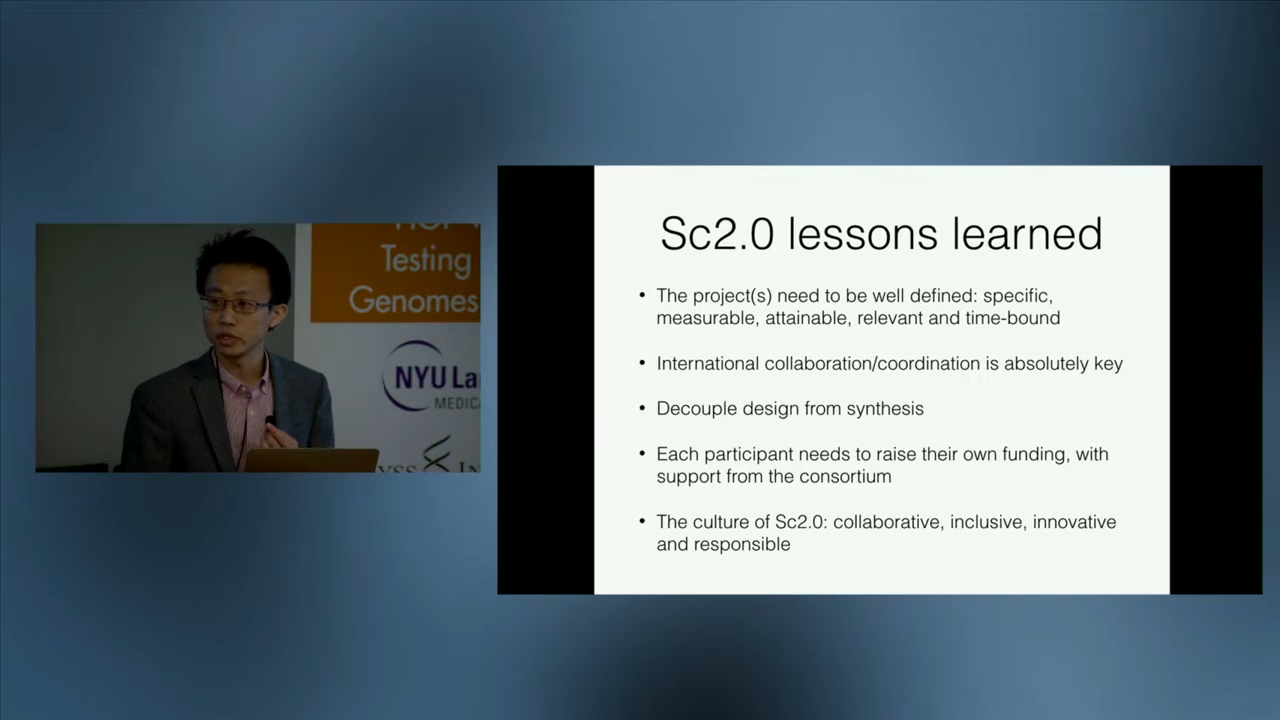 Testing
Genomes
NYU La
MEDICA
Sc2.0 lessons learned
• The project(s) need to be well defined: specific,
measurable, attainable, relevant and time-bound
• International collaboration/coordination is absolutely key
• Decouple design from synthesis
• Each participant needs to raise their own funding, with
support from the consortium
• The culture of Sc2.0: collaborative, inclusive, innovative
and responsible